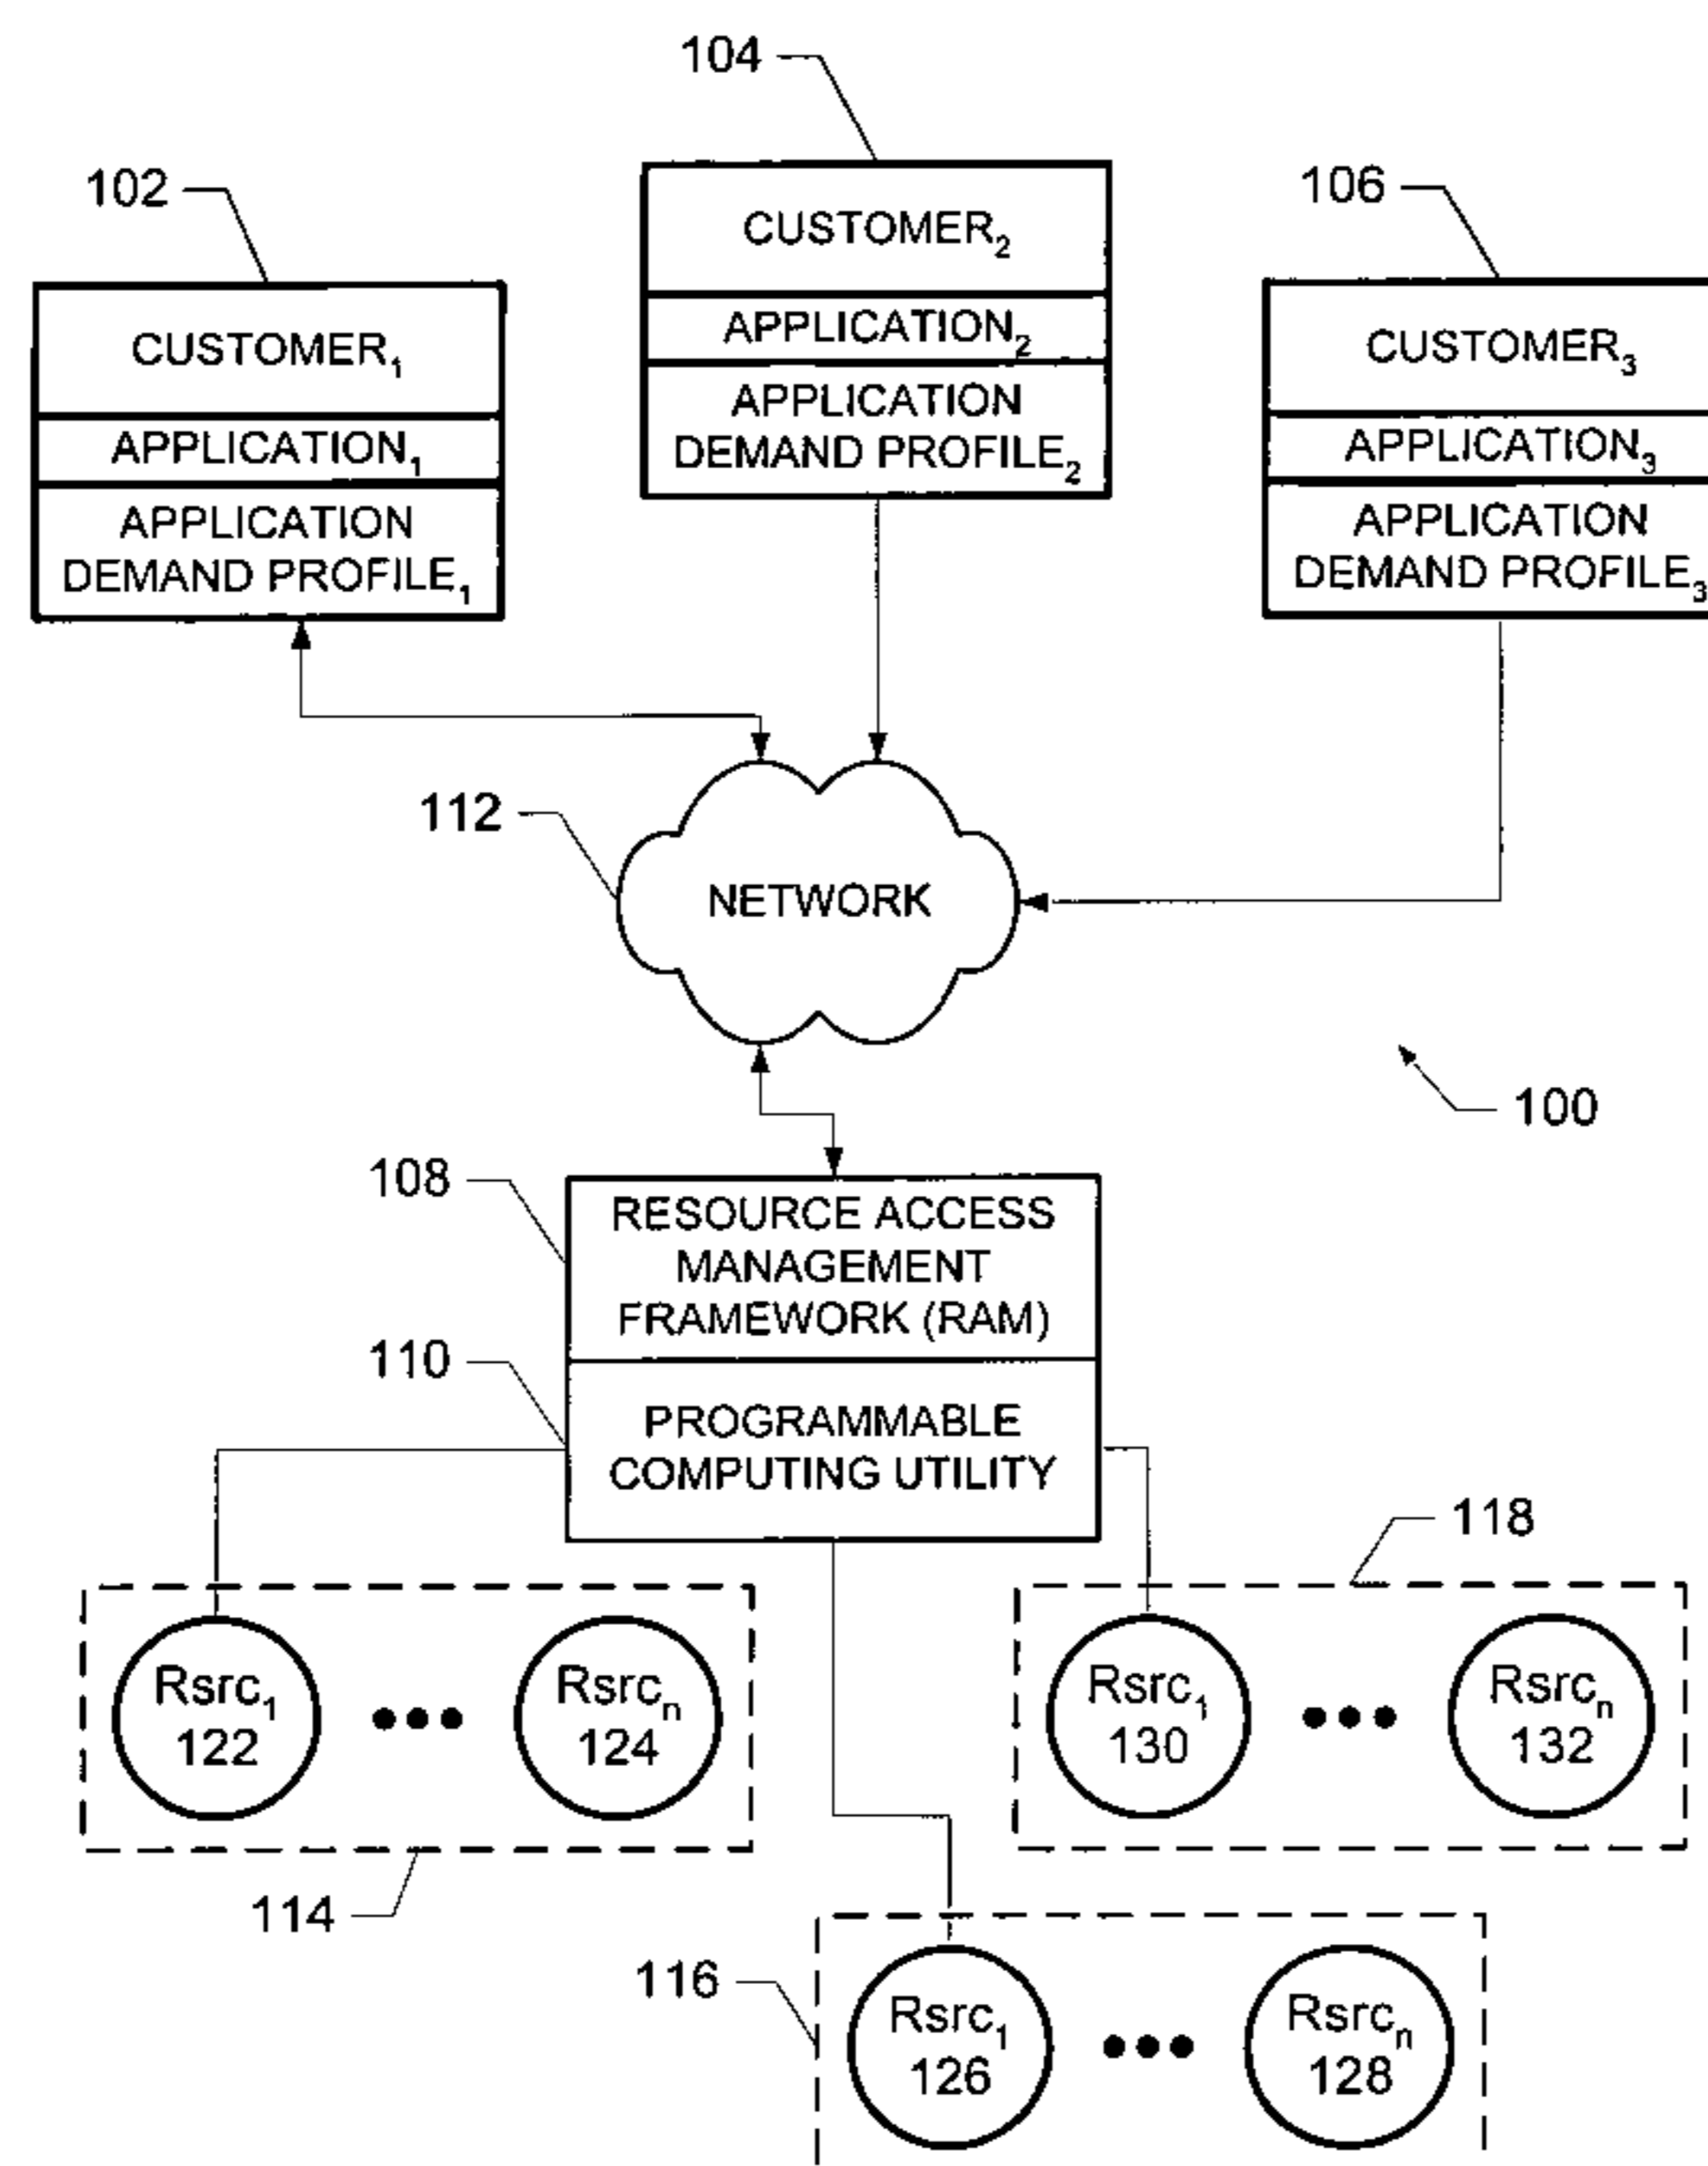 104
102
106
CUSTOMER₂
APPLICATION₂
APPLICATION
DEMAND PROFILE₂
CUSTOMER₁
APPLICATION₁
APPLICATION
DEMAND PROFILE₁
CUSTOMER₃
APPLICATION₃
APPLICATION
DEMAND PROFILE₃
112
NETWORK
100
108
RESOURCE ACCESS
MANAGEMENT
FRAMEWORK (RAM)
110
PROGRAMMABLE
COMPUTING UTILITY
118
Rsrc₁
122
•••
Rsrcₙ
124
Rsrc₁
130
•••
Rsrcₙ
132
114
116
Rsrc₁
126
•••
Rsrcₙ
128